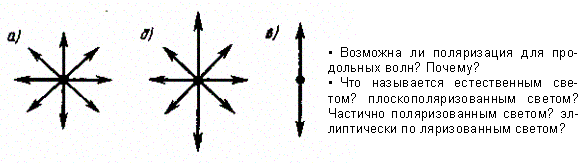 а)
б)
в)
• Возможна ли поляризация для про-
дольных волн? Почему?
• Что называется естественным све-
том? плоскополяризованным светом?
Частично поляризованным светом? эл-
липтически по ляризованным светом?